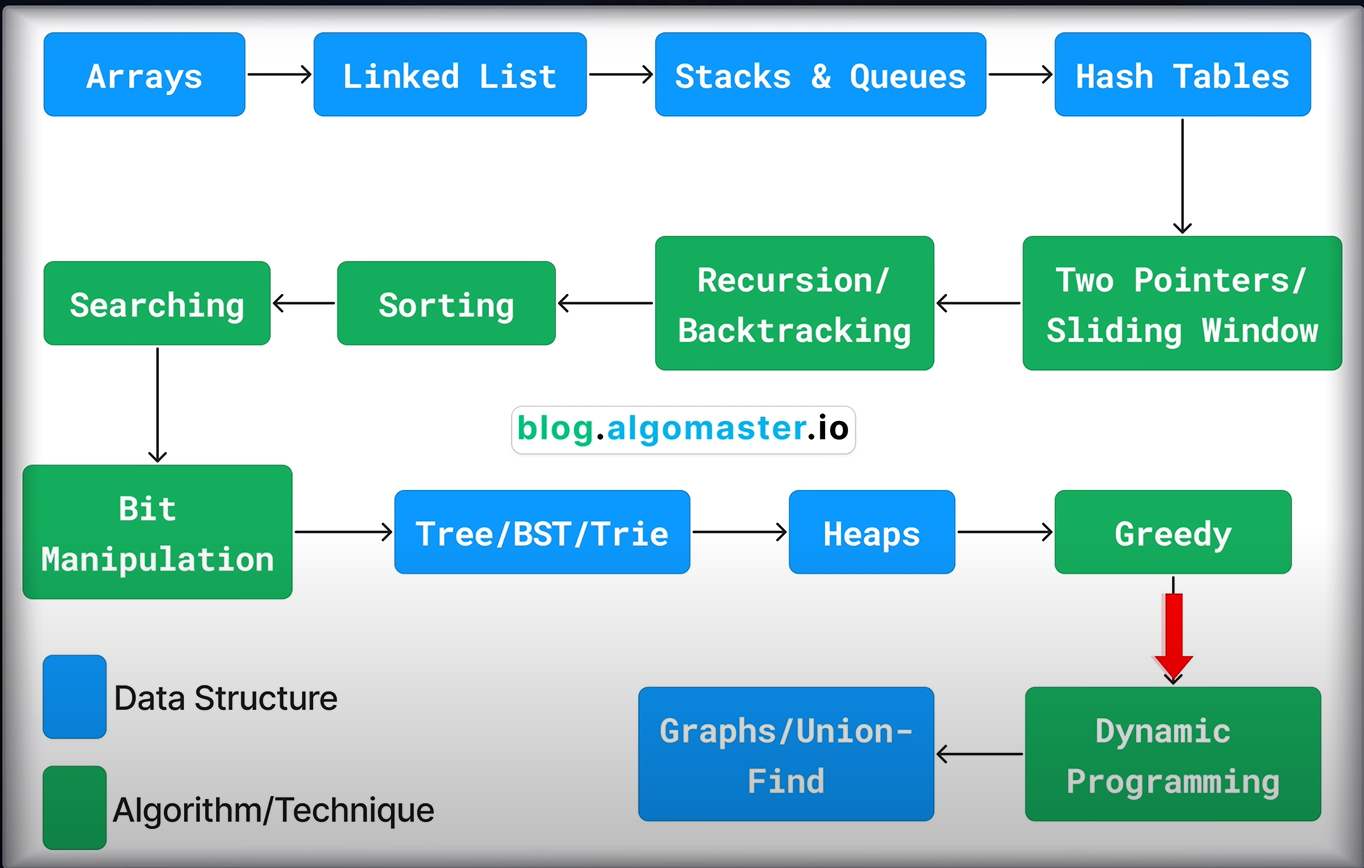 Arrays
Linked List
Stacks & Queues
Hash Tables
Two Pointers/
Sliding Window
Recursion/
Backtracking
Sorting
Searching
blog.algomaster.io
Bit
Manipulation
Tree/BST/Trie
Heaps
Greedy
Dynamic
Programming
Graphs/Union-
Find
Data Structure
Algorithm/Technique